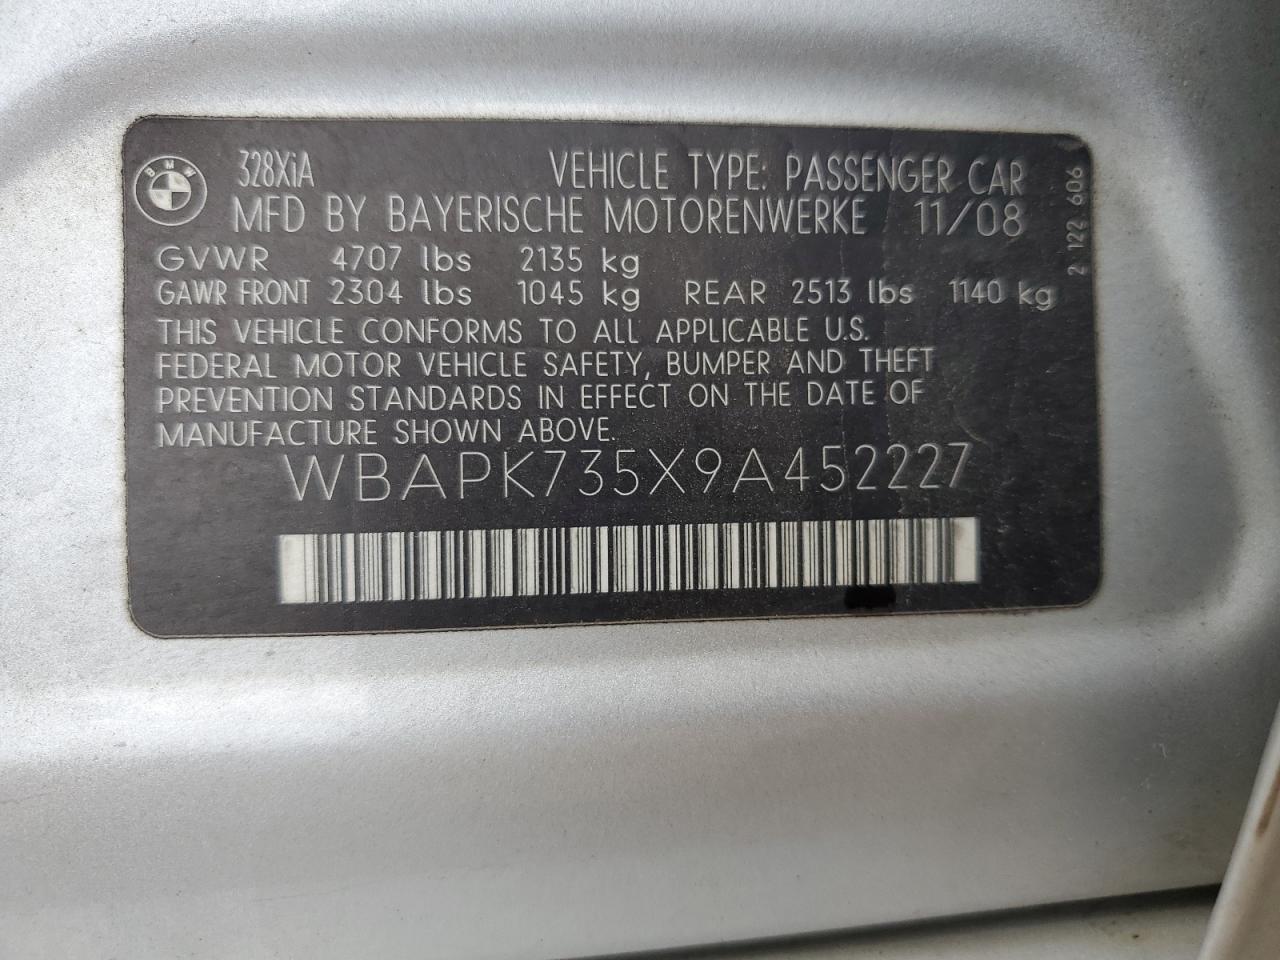 BMW
328XiA VEHICLE TYPE: PASSENGER CAR
MFD BY BAYERISCHE MOTORENWERKE 11/08
GVWR 4707 lbs 2135 kg
GAWR FRONT 2304 lbs 1045 kg REAR 2513 lbs 1140 kg
THIS VEHICLE CONFORMS TO ALL APPLICABLE U.S.
FEDERAL MOTOR VEHICLE SAFETY, BUMPER AND THEFT
PREVENTION STANDARDS IN EFFECT ON THE DATE OF
MANUFACTURE SHOWN ABOVE.
WBAPK735X9A452227
2 122 606